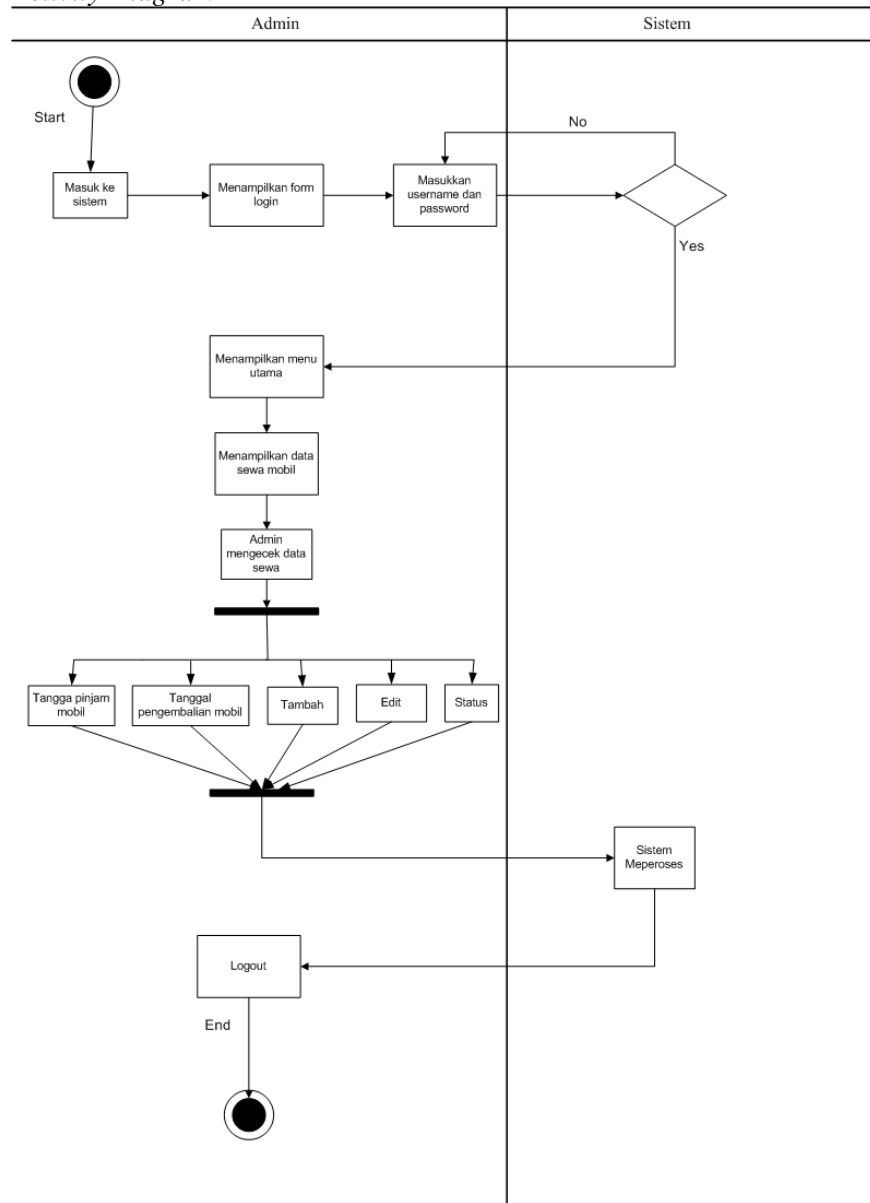 Admin
Sistem
Start
No
Masuk ke
sistem
Menampilkan form
login
Masukkan
username dan
password
Yes
Menampilkan menu
utama
Menampilkan data
sewa mobil
Admin
mengecek data
sewa
Tangga pinjam
mobil
Tanggal
pengembalian mobil
Tambah
Edit
Status
Sistem
Meperoses
Logout
End